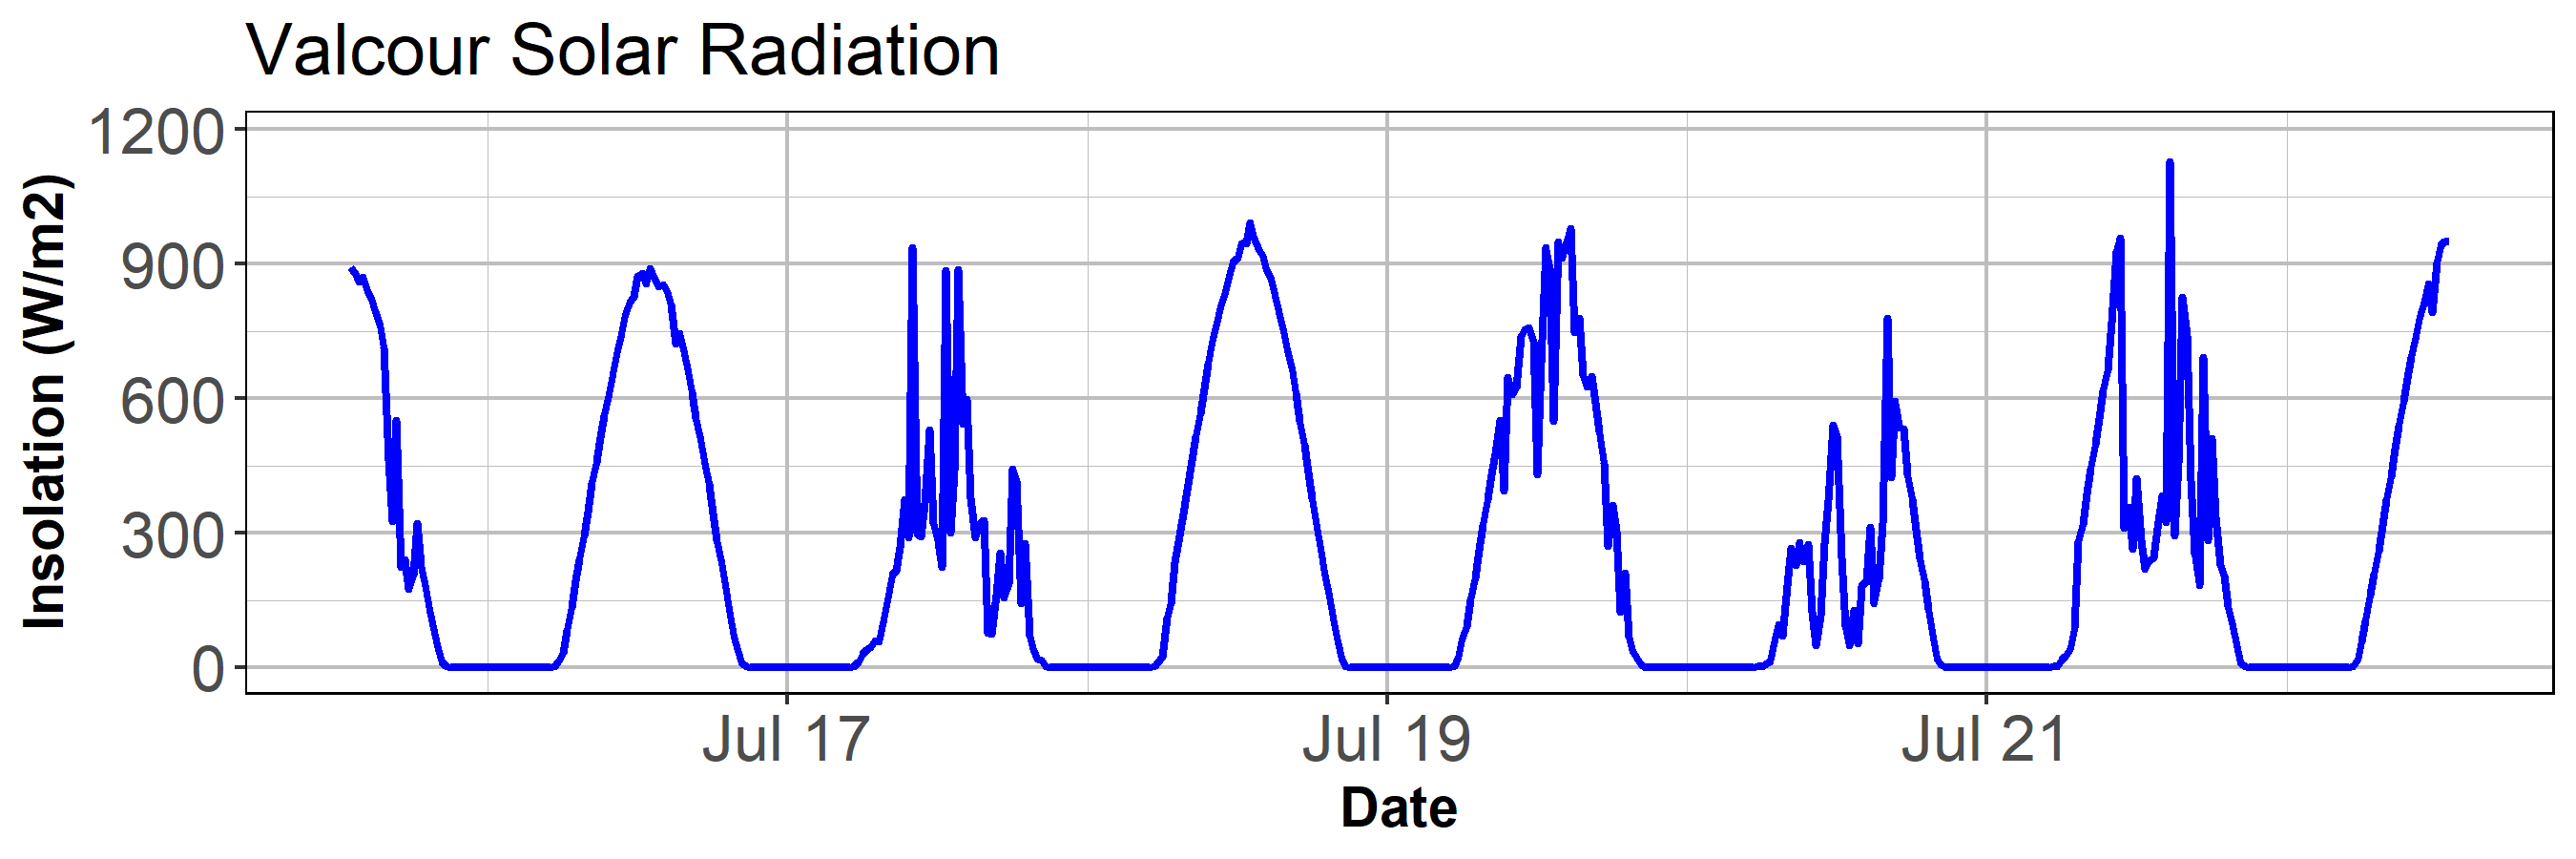 Valcour Solar Radiation
1200
900
600
300
0
Insolation (W/m2)
Jul 17
Jul 19
Jul 21
Date